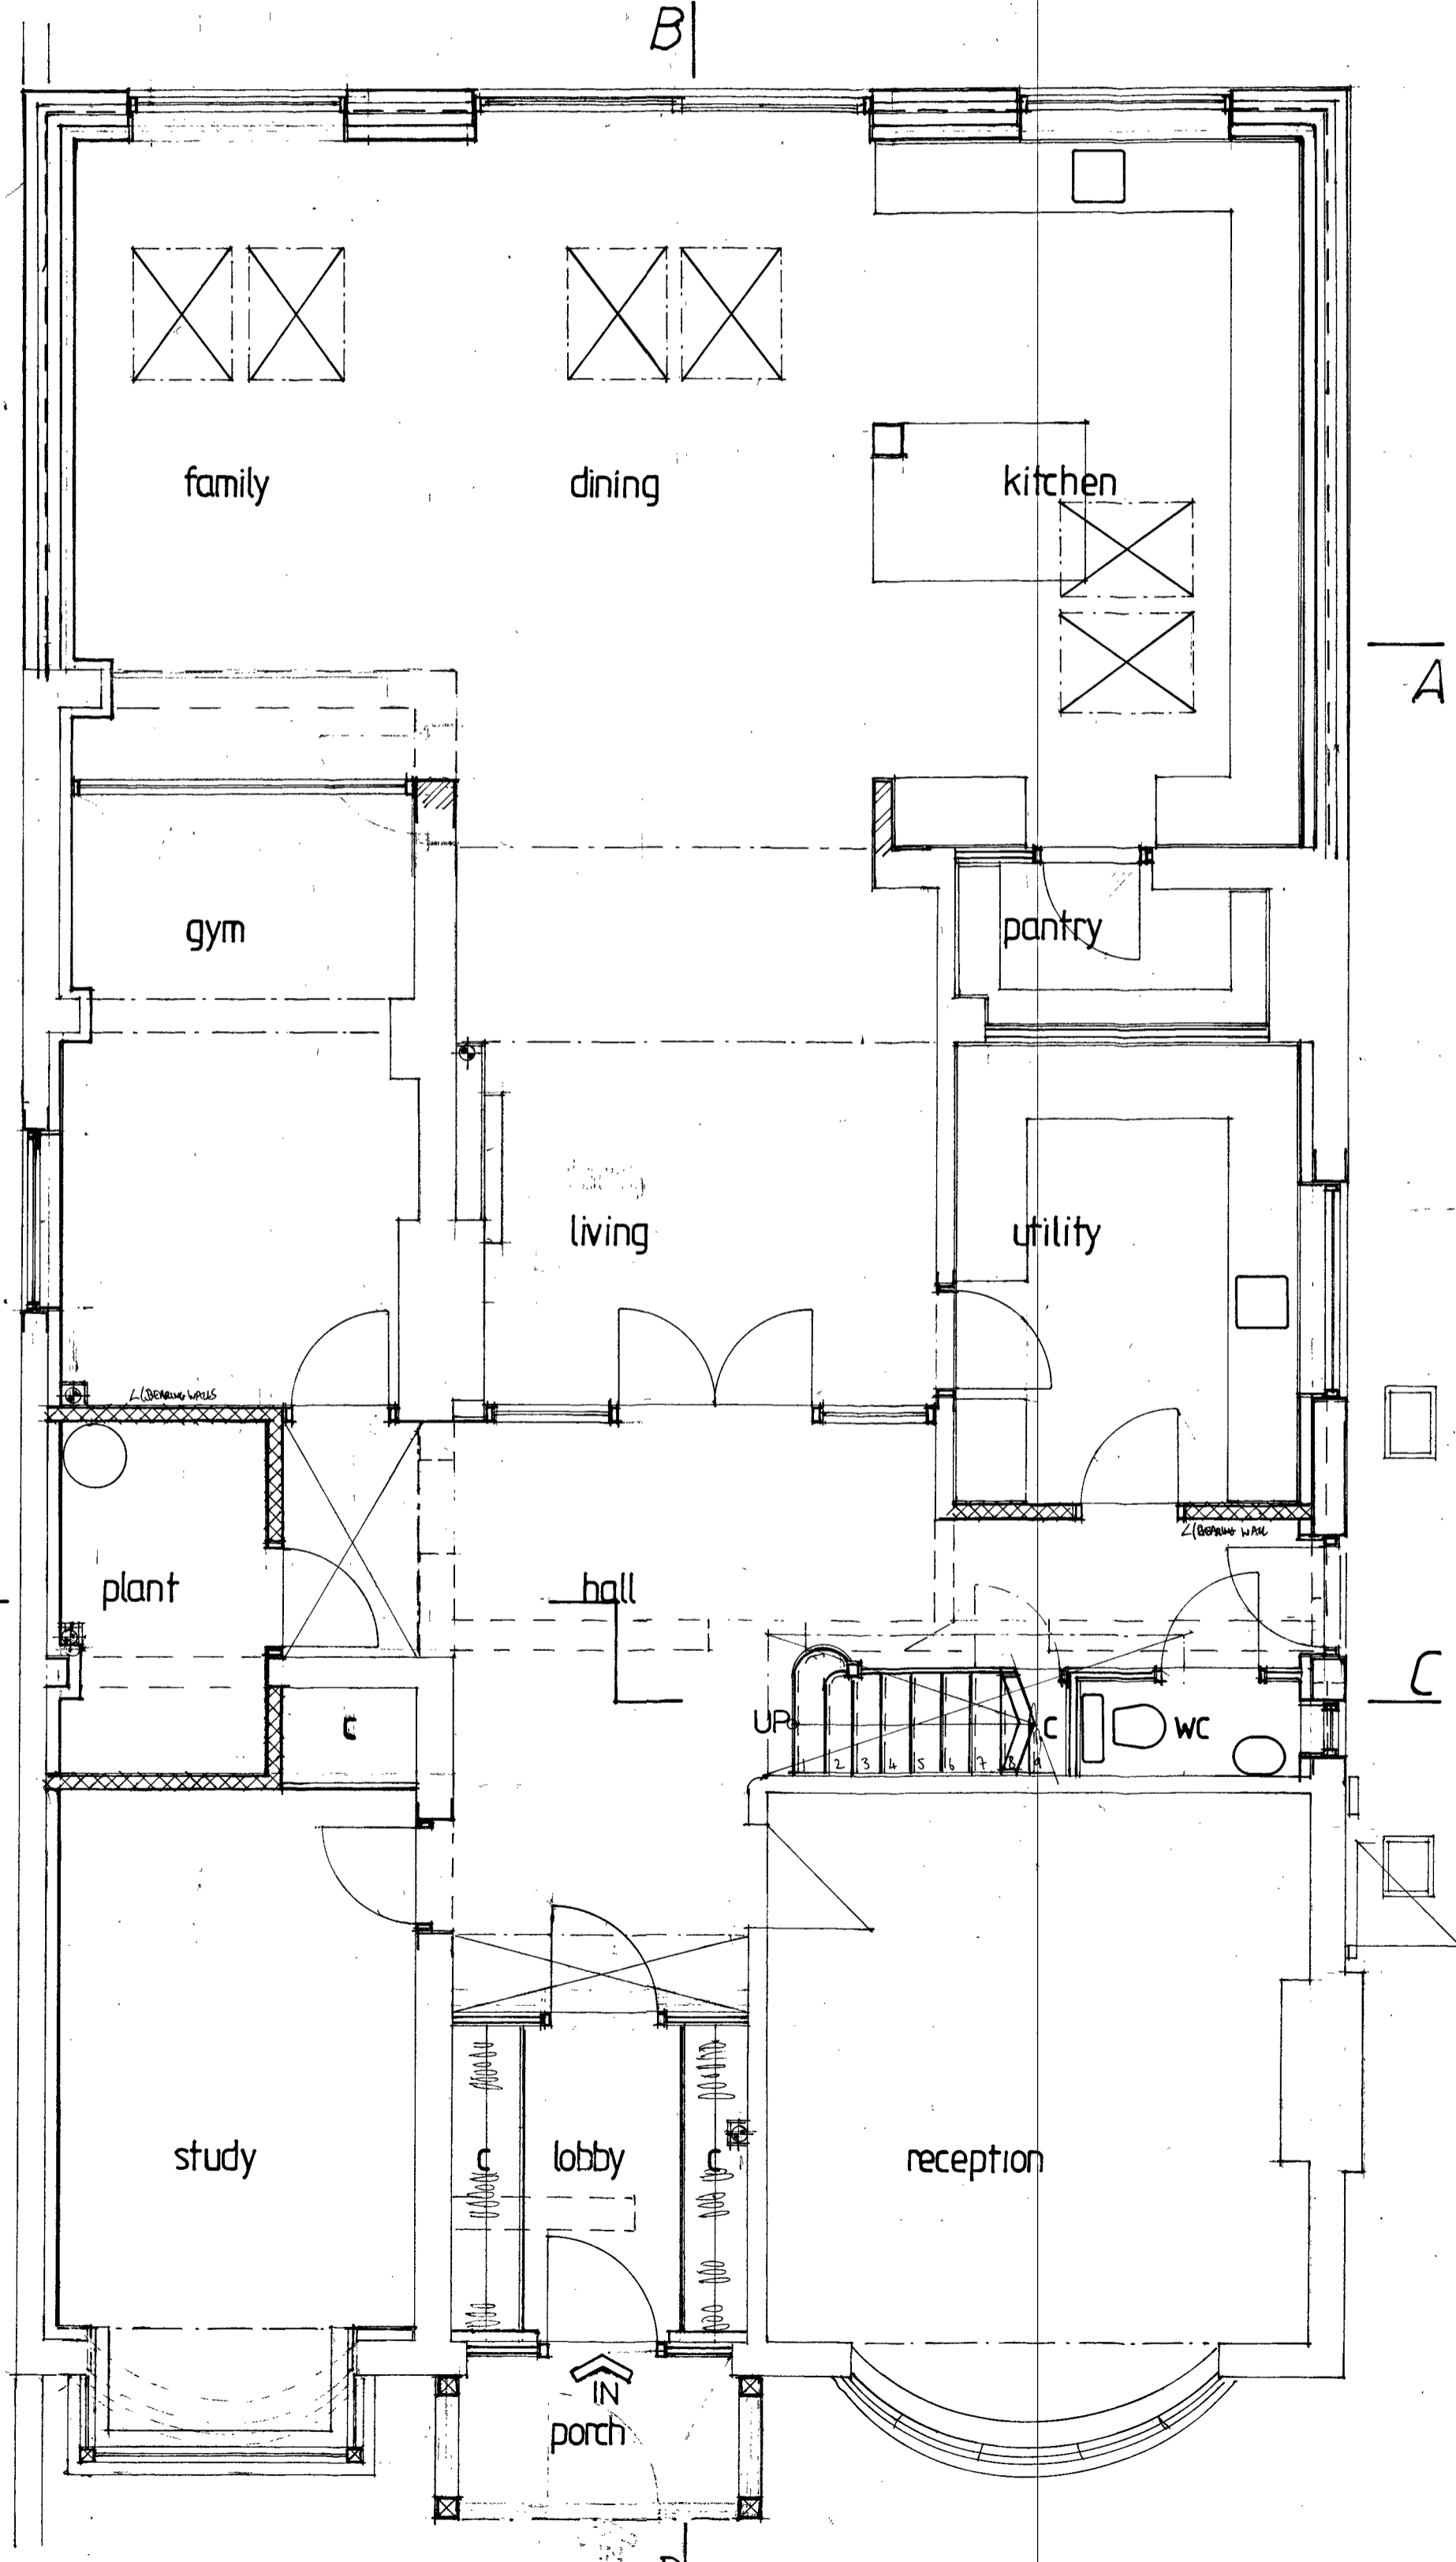 B
family
dining
kitchen
A
gym
pantry
living
utility
L/BEARING WALLS
L/BEARING WALL
plant
hall
C
UP
1 2 3 4 5 6 7 8 9
C
WC
C
study
C
lobby
C
reception
IN
porch